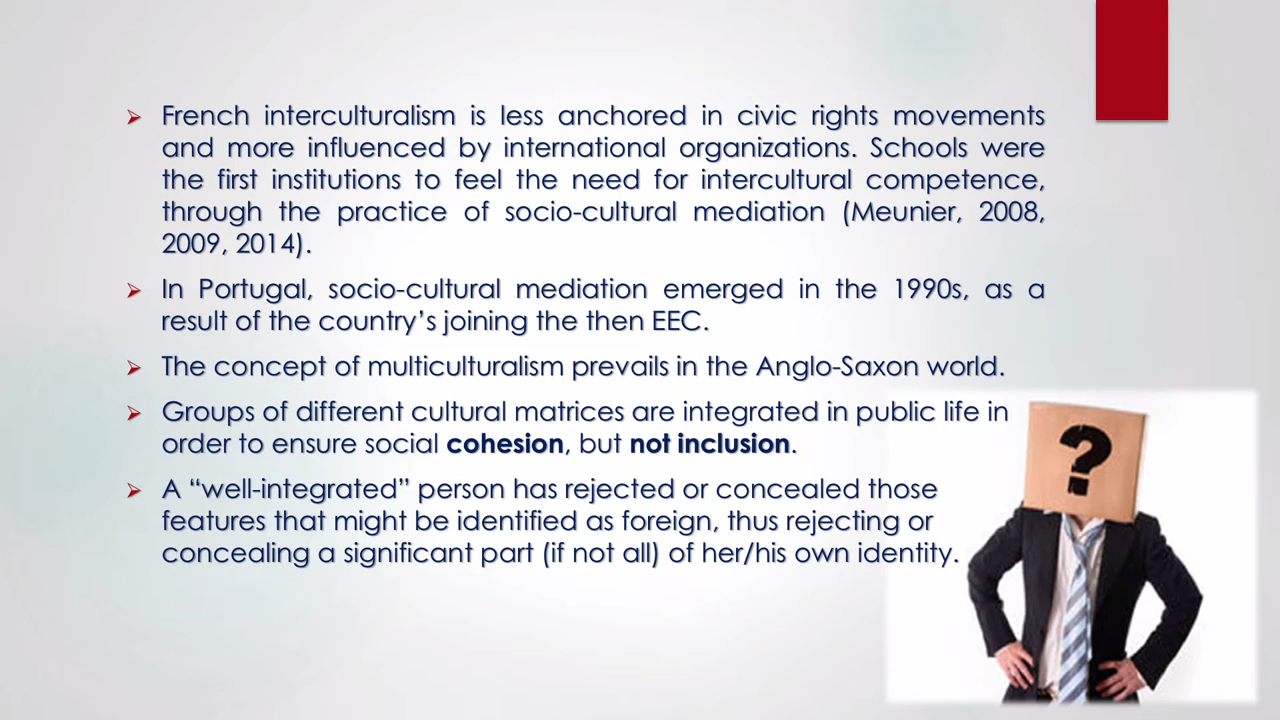 French interculturalism is less anchored in civic rights movements
and more influenced by international organizations. Schools were
the first institutions to feel the need for intercultural competence,
through the practice of socio-cultural mediation (Meunier, 2008,
2009, 2014).
In Portugal, socio-cultural mediation emerged in the 1990s, as a
result of the country’s joining the then EEC.
The concept of multiculturalism prevails in the Anglo-Saxon world.
Groups of different cultural matrices are integrated in public life in
order to ensure social cohesion, but not inclusion.
A “well-integrated” person has rejected or concealed those
features that might be identified as foreign, thus rejecting or
concealing a significant part (if not all) of her/his own identity.
?